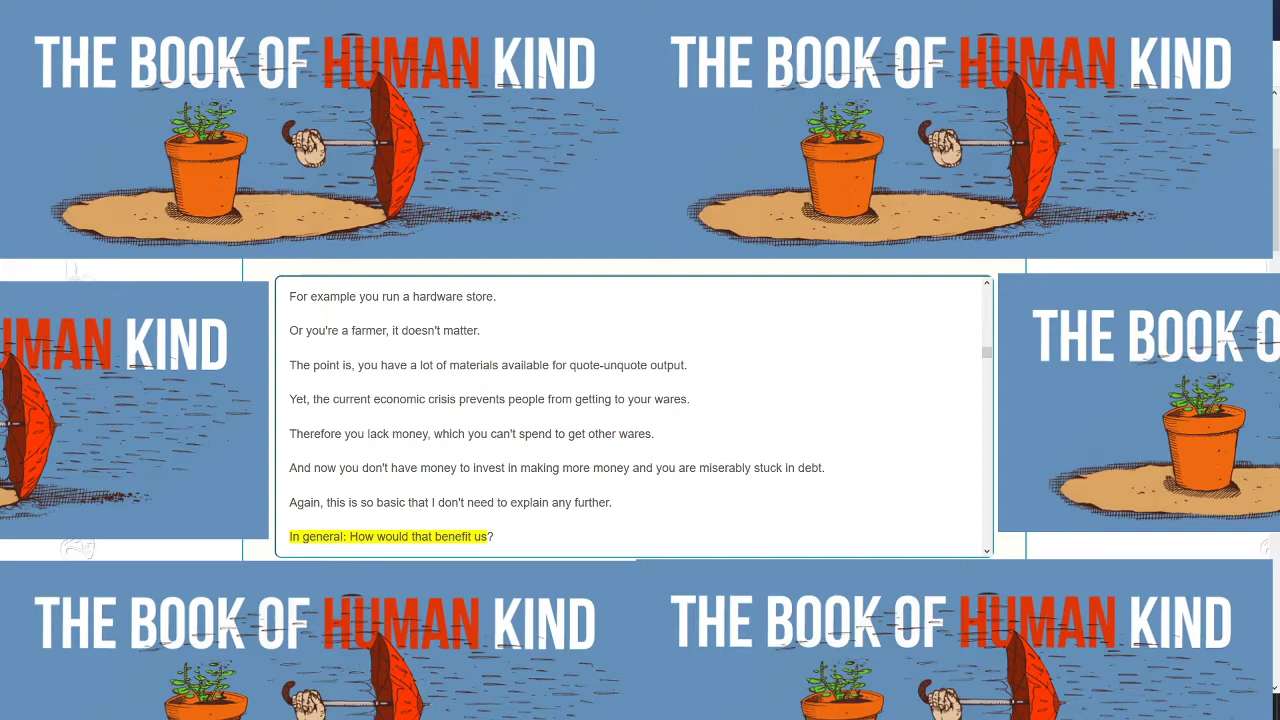 THE BOOK OF HUMAN KIND
THE BOOK OF HUMAN KIND
For example you run a hardware store.
Or you're a farmer, it doesn't matter.
The point is, you have a lot of materials available for quote-unquote output.
Yet, the current economic crisis prevents people from getting to your wares.
Therefore you lack money, which you can't spend to get other wares.
And now you don't have money to invest in making more money and you are miserably stuck in debt.
Again, this is so basic that I don't need to explain any further.
In general: How would that benefit us?
UMAN KIND
THE BOOK O
THE BOOK OF HUMAN KIND
THE BOOK OF HUMAN KIND